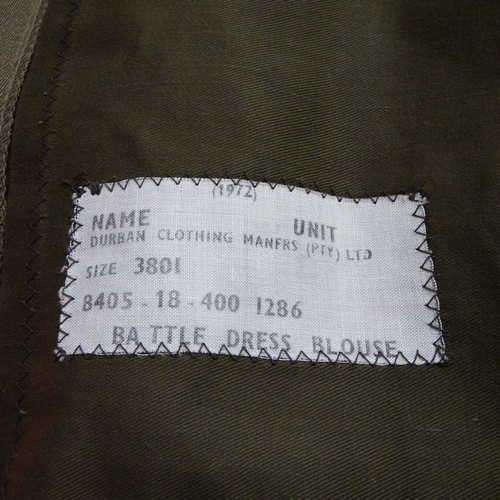 (1972)
NAME UNIT
DURBAN CLOTHING MANFRS (PTY) LTD
SIZE 3801
8405-18-400 1286
BATTLE DRESS BLOUSE